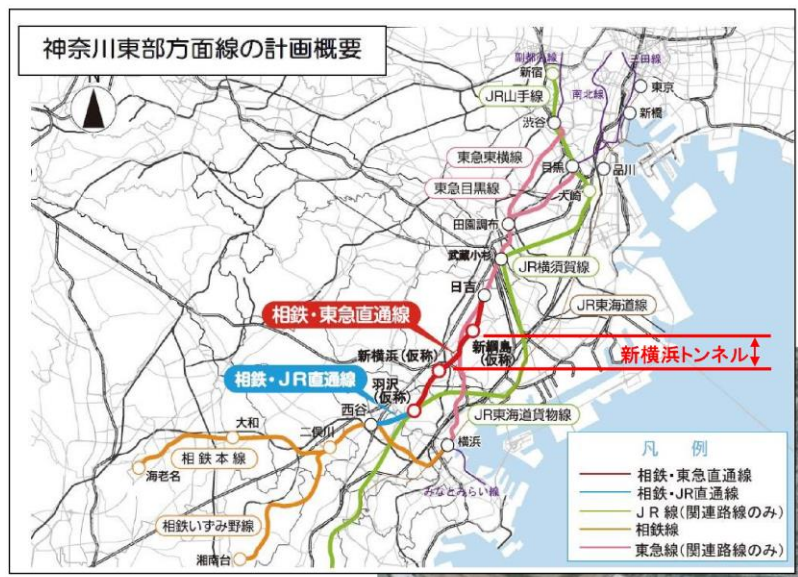 神奈川東部方面線の計画概要
N
副都心線
新宿
三田線
JR山手線
南北線
東京
渋谷
新橋
東急東横線
目黒
品川
東急目黒線
大崎
田園調布
武蔵小杉
JR横須賀線
日吉
JR東海道線
相鉄・東急直通線
新横浜(仮称)
新綱島
(仮称)
新横浜トンネル
相鉄・JR直通線
羽沢
(仮称)
西谷
JR東海道貨物線
大和
二俣川
横浜
相鉄本線
海老名
みなとみらい線
相鉄いずみ野線
湘南台
凡例
相鉄・東急直通線
相鉄・JR直通線
JR線(関連路線のみ)
相鉄線
東急線(関連路線のみ)